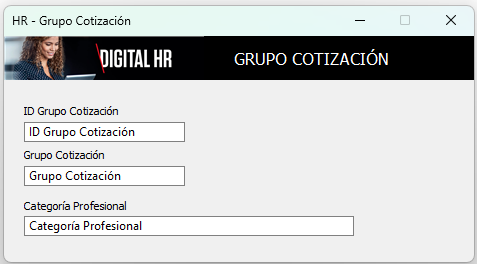 HR - Grupo Cotización
DIGITAL HR
GRUPO COTIZACIÓN
ID Grupo Cotización
ID Grupo Cotización
Grupo Cotización
Grupo Cotización
Categoría Profesional
Categoría Profesional